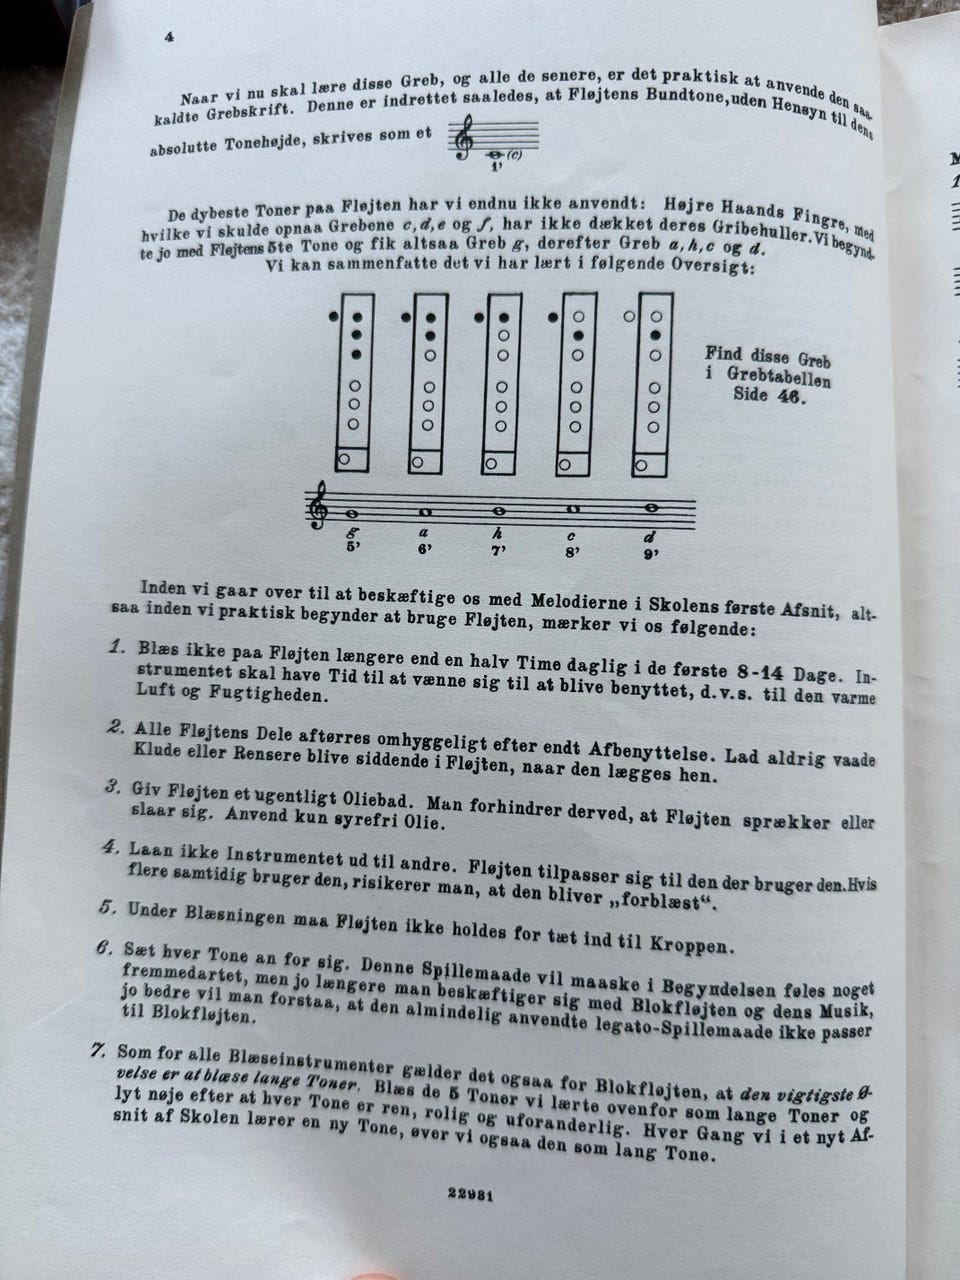 4
Naar vi nu skal lære disse Greb, og alle de senere, er det praktisk at anvende den saa-
kaldte Grebskrift. Denne er indrettet saaledes, at Fløjtens Bundtone, uden Hensyn til dens
absolutte Tonehøjde, skrives som et
(c)
1'
De dybeste Toner paa Fløjten har vi endnu ikke anvendt: Højre Haands Fingre, med
hvilke vi skulde opnaa Grebene c, d, e og f, har ikke dækket deres Gribehuller. Vi begynd-
te jo med Fløjtens 5te Tone og fik altsaa Greb g, derefter Greb a, h, c og d.
Vi kan sammenfatte det vi har lært i følgende Oversigt:
Find disse Greb
i Grebtabellen
Side 46.
g a h c d
5' 6' 7' 8' 9'
Inden vi gaar over til at beskæftige os med Melodierne i Skolens første Afsnit, alt-
saa inden vi praktisk begynder at bruge Fløjten, mærker vi os følgende:
1. Blæs ikke paa Fløjten længere end en halv Time daglig i de første 8-14 Dage. In-
strumentet skal have Tid til at vænne sig til at blive benyttet, d.v.s. til den varme
Luft og Fugtigheden.
2. Alle Fløjtens Dele aftørres omhyggeligt efter endt Afbenyttelse. Lad aldrig vaade
Klude eller Rensere blive siddende i Fløjten, naar den lægges hen.
3. Giv Fløjten et ugentligt Oliebad. Man forhindrer derved, at Fløjten sprækker eller
slaar sig. Anvend kun syrefri Olie.
4. Laan ikke Instrumentet ud til andre. Fløjten tilpasser sig til den der bruger den. Hvis
flere samtidig bruger den, risikerer man, at den bliver „forblæst“.
5. Under Blæsningen maa Fløjten ikke holdes for tæt ind til Kroppen.
6. Sæt hver Tone an for sig. Denne Spillemaade vil maaske i Begyndelsen føles noget
fremmedartet, men jo længere man beskæftiger sig med Blokfløjten og dens Musik,
jo bedre vil man forstaa, at den almindelig anvendte legato-Spillemaade ikke passer
til Blokfløjten.
7. Som for alle Blæseinstrumenter gælder det ogsaa for Blokfløjten, at den vigtigste Ø-
velse er at blæse lange Toner. Blæs de 5 Toner vi lærte ovenfor som lange Toner og
lyt nøje efter at hver Tone er ren, rolig og uforanderlig. Hver Gang vi i et nyt Af-
snit af Skolen lærer en ny Tone, øver vi ogsaa den som lang Tone.
22981